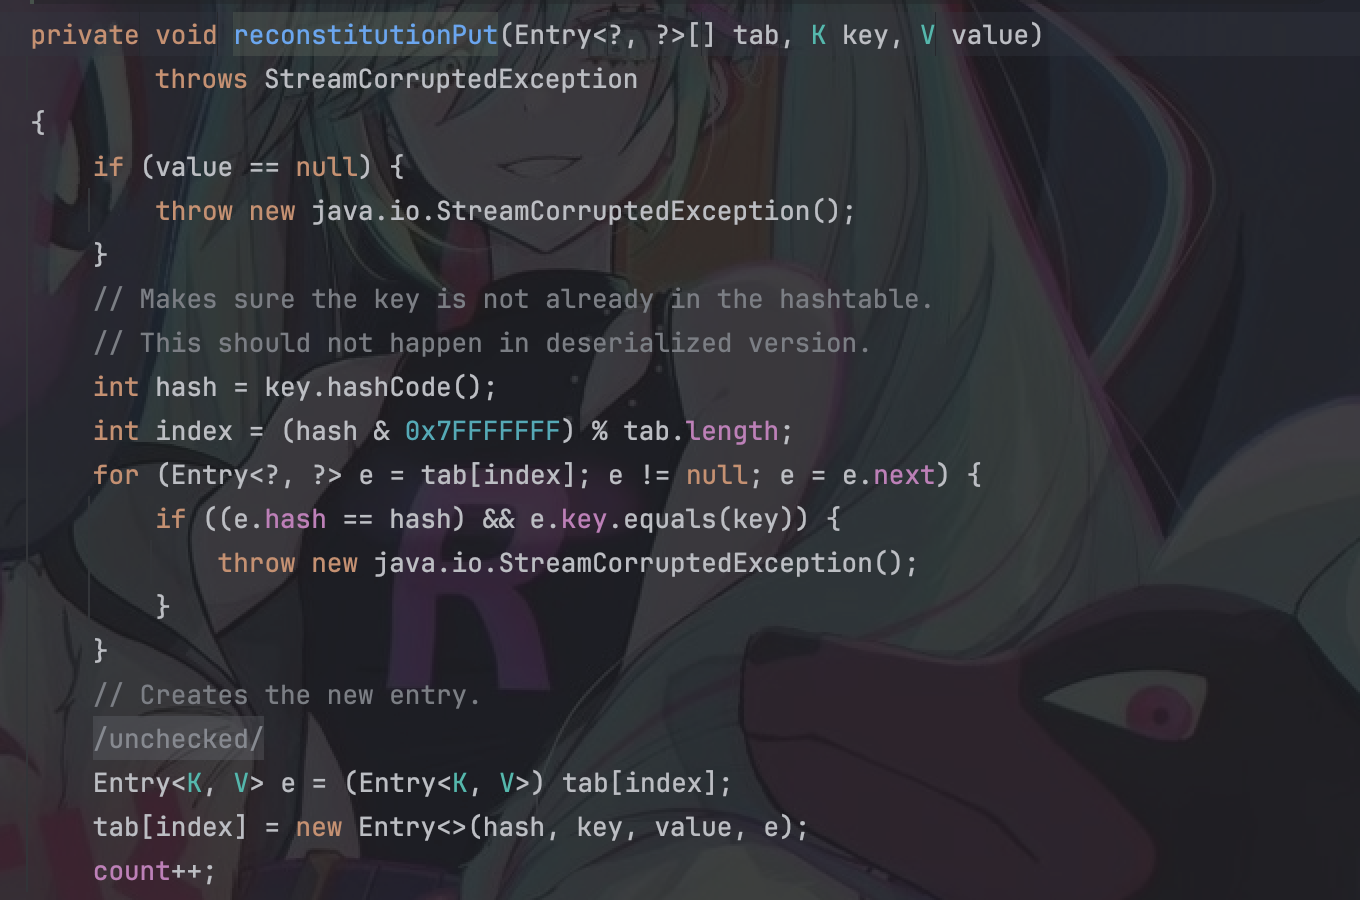 private void reconstitutionPut(Entry<?, ?>[] tab, K key, V value)
        throws StreamCorruptedException
{
    if (value == null) {
        throw new java.io.StreamCorruptedException();
    }
    // Makes sure the key is not already in the hashtable.
    // This should not happen in deserialized version.
    int hash = key.hashCode();
    int index = (hash & 0x7FFFFFFF) % tab.length;
    for (Entry<?, ?> e = tab[index]; e != null; e = e.next) {
        if ((e.hash == hash) && e.key.equals(key)) {
            throw new java.io.StreamCorruptedException();
        }
    }
    // Creates the new entry.
    /unchecked/
    Entry<K, V> e = (Entry<K, V>) tab[index];
    tab[index] = new Entry<>(hash, key, value, e);
    count++;
R